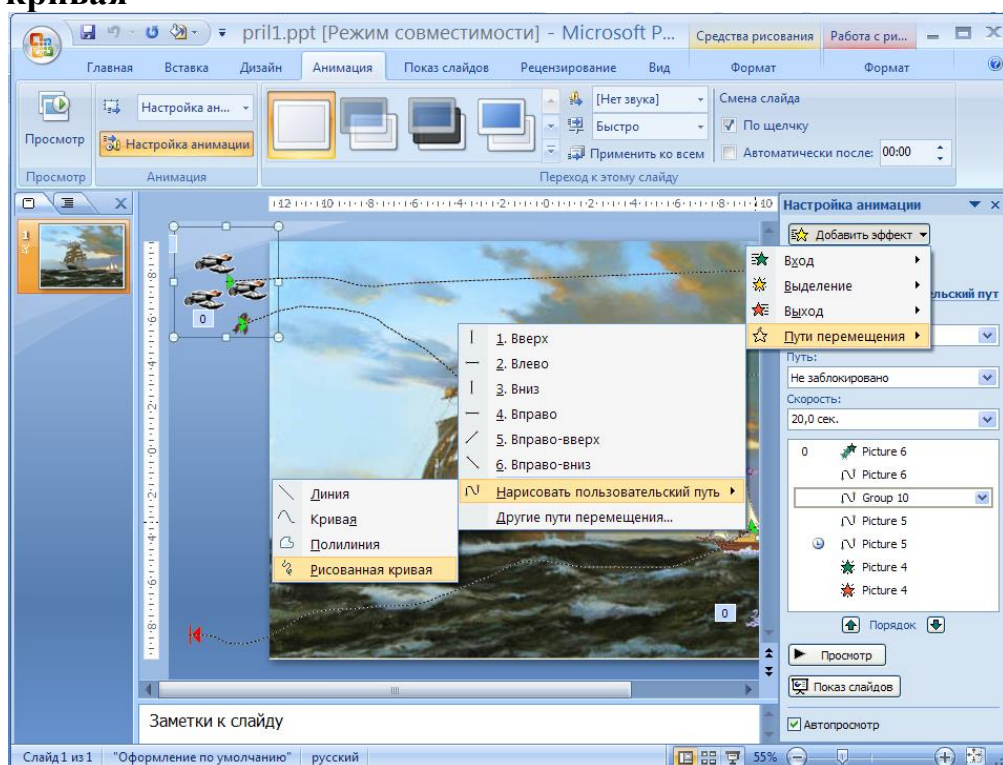 кривая
pril1.ppt [Режим совместимости] - Microsoft P...
Средства рисования
Работа с ри...
Главная
Вставка
Дизайн
Анимация
Показ слайдов
Рецензирование
Вид
Формат
Формат
Просмотр
Настройка ан...
Настройка анимации
[Нет звука]
Быстро
Применить ко всем
Смена слайда
По щелчку
Автоматически после: 00:00
Просмотр
Анимация
Переход к этому слайду
Настройка анимации
Добавить эффект
Вход
Выделение
Выход
Пути перемещения
ельский пут
Путь:
Не заблокировано
Скорость:
20,0 сек.
0 Picture 6
Picture 6
Group 10
Picture 5
Picture 5
Picture 4
Picture 4
Порядок
Просмотр
Показ слайдов
Автопросмотр
1
0
1. Вверх
2. Влево
3. Вниз
4. Вправо
5. Вправо-вверх
6. Вправо-вниз
Нарисовать пользовательский путь
Другие пути перемещения...
Линия
Кривая
Полилиния
Рисованная кривая
0
Заметки к слайду
Слайд 1 из 1
"Оформление по умолчанию"
русский
55%